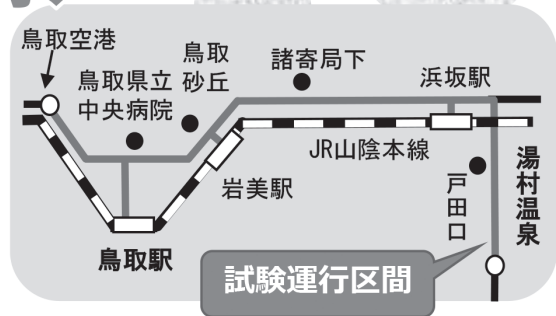 鳥取空港
鳥取県立
中央病院
鳥取
砂丘
諸寄局下
浜坂駅
JR山陰本線
岩美駅
戸田口
湯村温泉
鳥取駅
試験運行区間